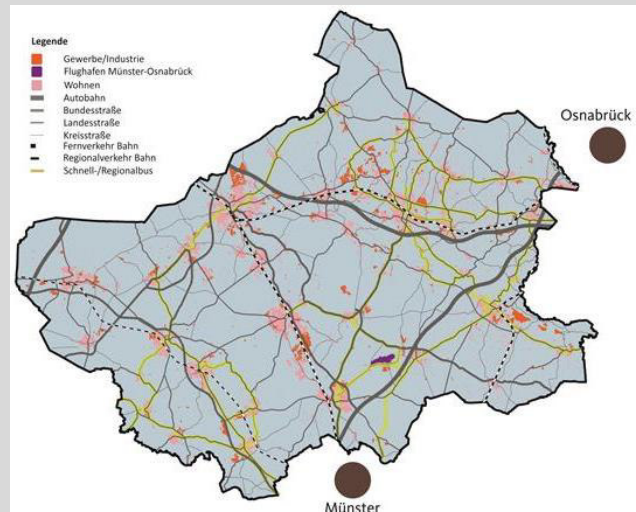 Legende
Gewerbe/Industrie
Flughafen Münster-Osnabrück
Wohnen
Autobahn
Bundesstraße
Landesstraße
Kreisstraße
Fernverkehr Bahn
Regionalverkehr Bahn
Schnell-/Regionalbus
Osnabrück
Münster